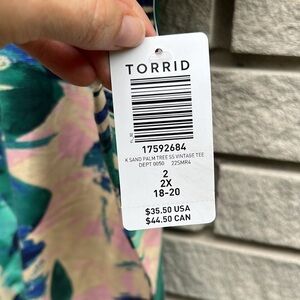 TORRID
17592684
K SAND PALM TREE SS VINTAGE TEE
DEPT 0050 22SMR4
2
2X
18-20
$35.50 USA
$44.50 CAN